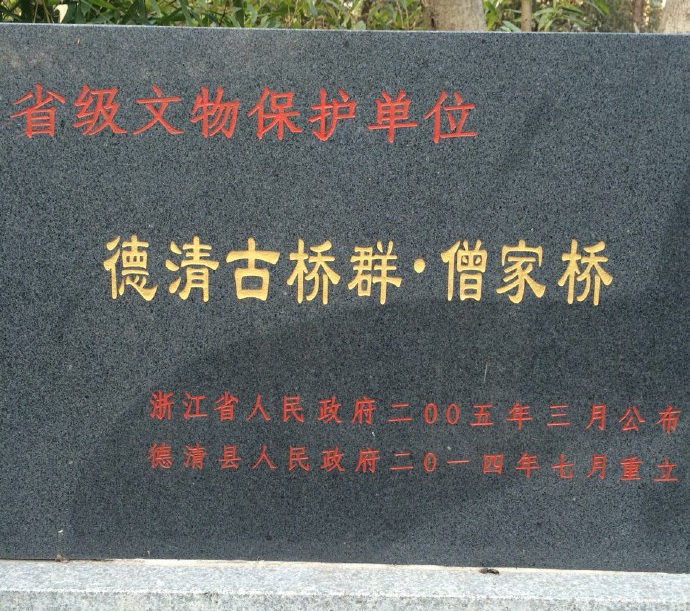 省级文物保护单位
德清古桥群·僧家桥
浙江省人民政府二00五年三月公布
德清县人民政府二0一四年七月重立